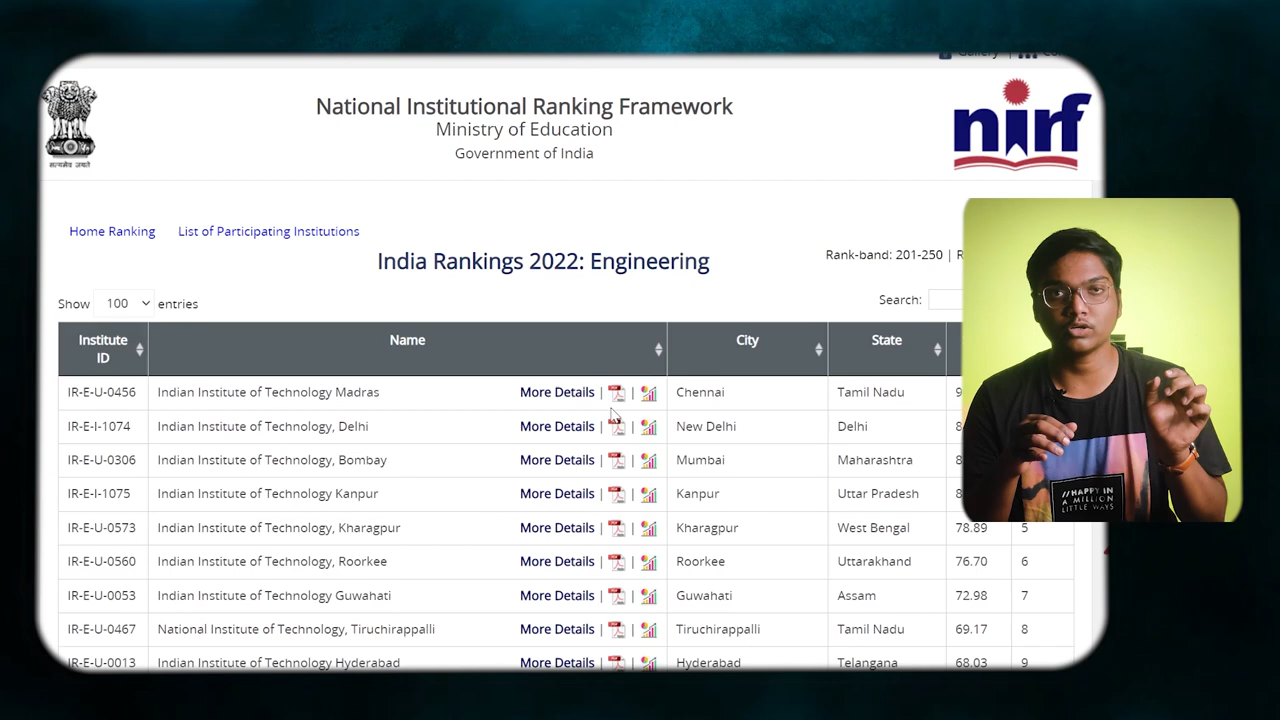 Gallery
National Institutional Ranking Framework
Ministry of Education
Government of India
सत्यमेव जयते
nirf
Home Ranking List of Participating Institutions
Rank-band: 201-250 |
India Rankings 2022: Engineering
Show 100 entries
Search:
Institute ID Name City State
IR-E-U-0456 Indian Institute of Technology Madras More Details | | Chennai Tamil Nadu 9
IR-E-I-1074 Indian Institute of Technology, Delhi More Details | | New Delhi Delhi 8
IR-E-U-0306 Indian Institute of Technology, Bombay More Details | | Mumbai Maharashtra 8
IR-E-I-1075 Indian Institute of Technology Kanpur More Details | | Kanpur Uttar Pradesh 8
IR-E-U-0573 Indian Institute of Technology, Kharagpur More Details | | Kharagpur West Bengal 78.89 5
IR-E-U-0560 Indian Institute of Technology, Roorkee More Details | | Roorkee Uttarakhand 76.70 6
IR-E-U-0053 Indian Institute of Technology Guwahati More Details | | Guwahati Assam 72.98 7
IR-E-U-0467 National Institute of Technology, Tiruchirappalli More Details | | Tiruchirappalli Tamil Nadu 69.17 8
IR-E-U-0013 Indian Institute of Technology Hyderabad More Details | | Hyderabad Telangana 68.03 9
//HAPPY IN
A MILLION
LITTLE WAYS